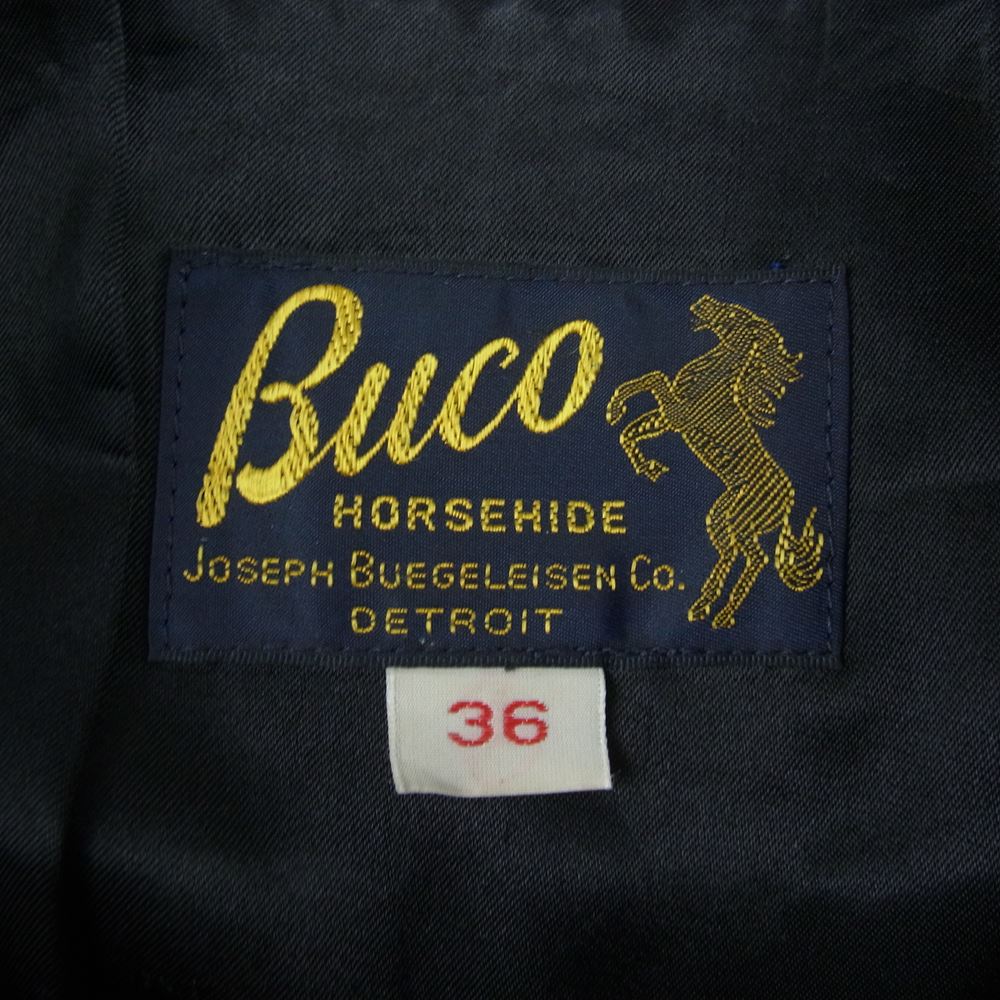 Buco
HORSEHIDE
JOSEPH BUEGELEISEN CO.
DETROIT
36